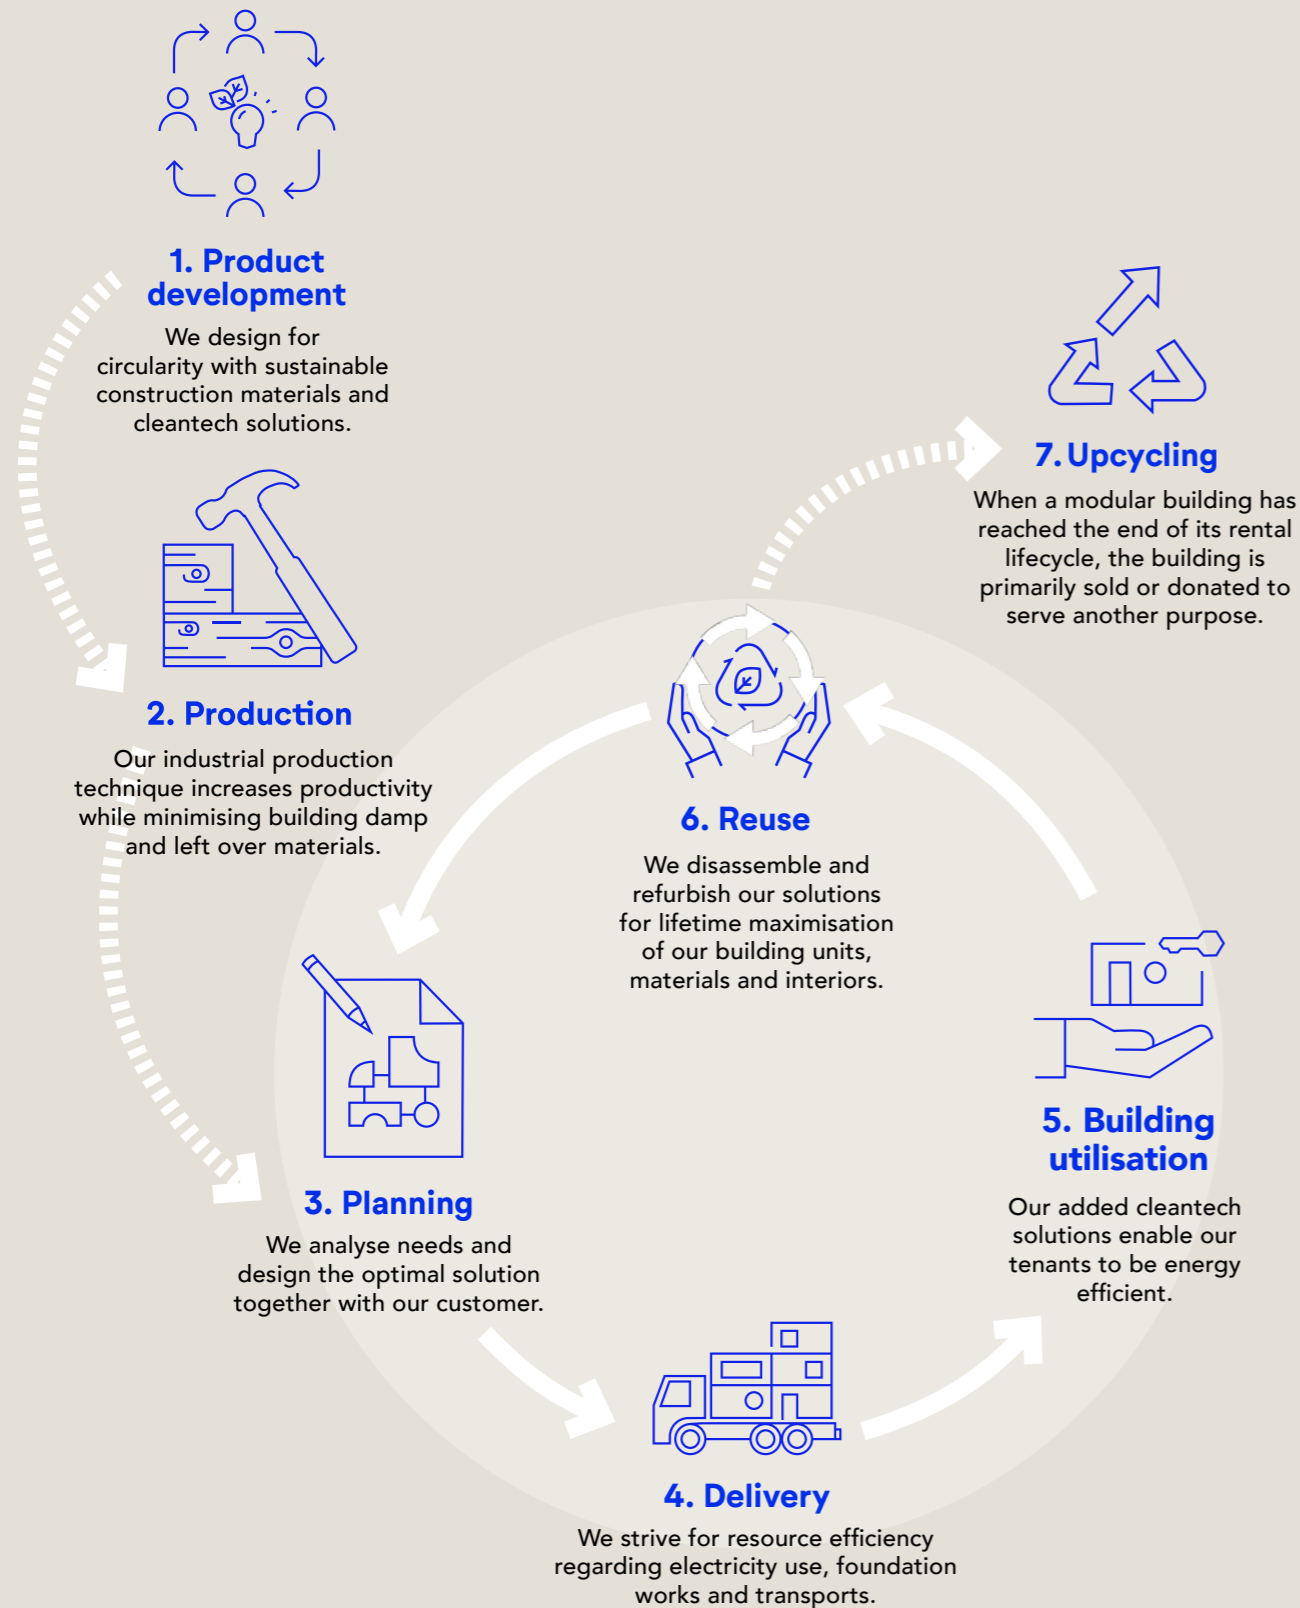 1. Product
development
We design for
circularity with sustainable
construction materials and
cleantech solutions.
2. Production
Our industrial production
technique increases productivity
while minimising building damp
and left over materials.
3. Planning
We analyse needs and
design the optimal solution
together with our customer.
4. Delivery
We strive for resource efficiency
regarding electricity use, foundation
works and transports.
5. Building
utilisation
Our added cleantech
solutions enable our
tenants to be energy
efficient.
6. Reuse
We disassemble and
refurbish our solutions
for lifetime maximisation
of our building units,
materials and interiors.
7. Upcycling
When a modular building has
reached the end of its rental
lifecycle, the building is
primarily sold or donated to
serve another purpose.